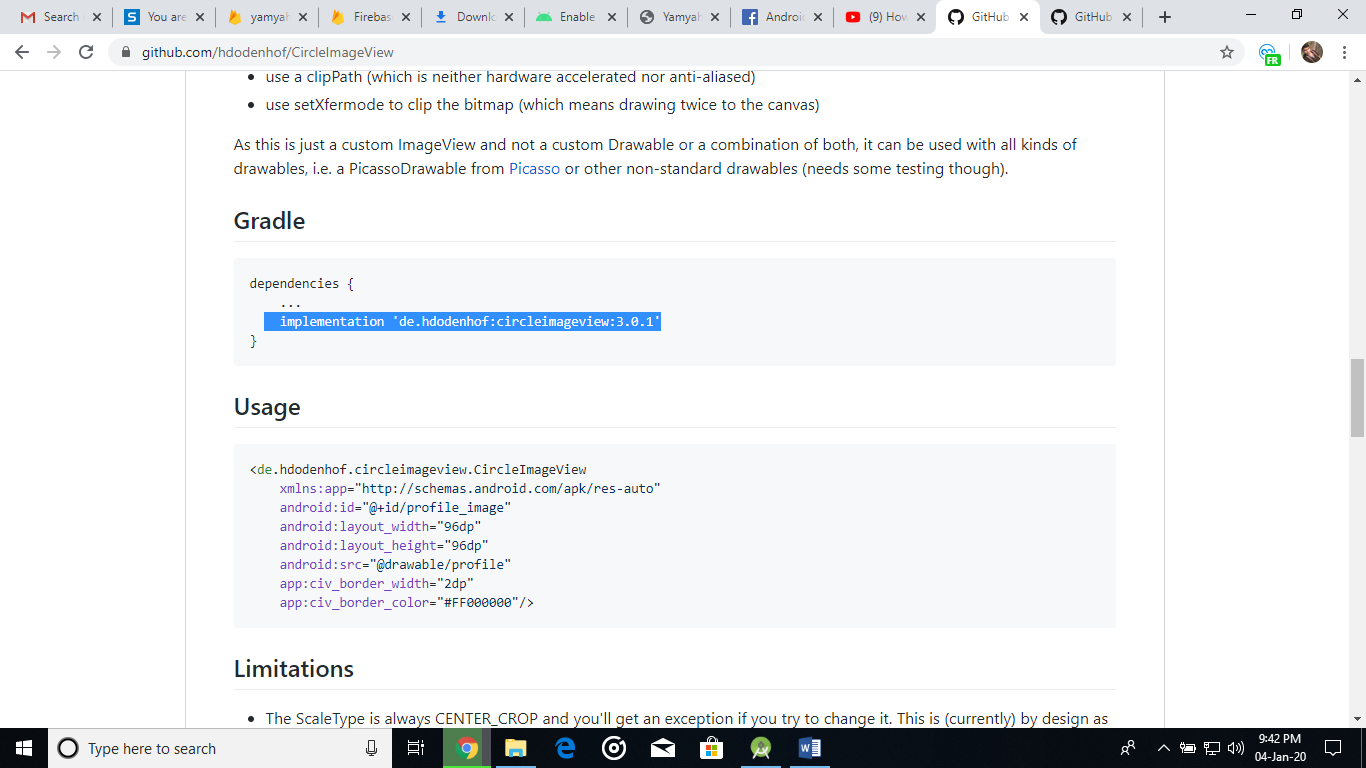 Search
You are
yamyah
Firebas
Downlo
Enable
Yamyah
Androi
(9) How
GitHub
GitHub
github.com/hdodenhof/CircleImageView
FR
use a clipPath (which is neither hardware accelerated nor anti-aliased)
use setXfermode to clip the bitmap (which means drawing twice to the canvas)
As this is just a custom ImageView and not a custom Drawable or a combination of both, it can be used with all kinds of
drawables, i.e. a PicassoDrawable from Picasso or other non-standard drawables (needs some testing though).
Gradle
dependencies {
...
implementation 'de.hdodenhof:circleimageview:3.0.1'
}
Usage
<de.hdodenhof.circleimageview.CircleImageView
xmlns:app="http://schemas.android.com/apk/res-auto"
android:id="@+id/profile_image"
android:layout_width="96dp"
android:layout_height="96dp"
android:src="@drawable/profile"
app:civ_border_width="2dp"
app:civ_border_color="#FF000000"/>
Limitations
The ScaleType is always CENTER_CROP and you'll get an exception if you try to change it. This is (currently) by design as
Type here to search
9:42 PM
04-Jan-20